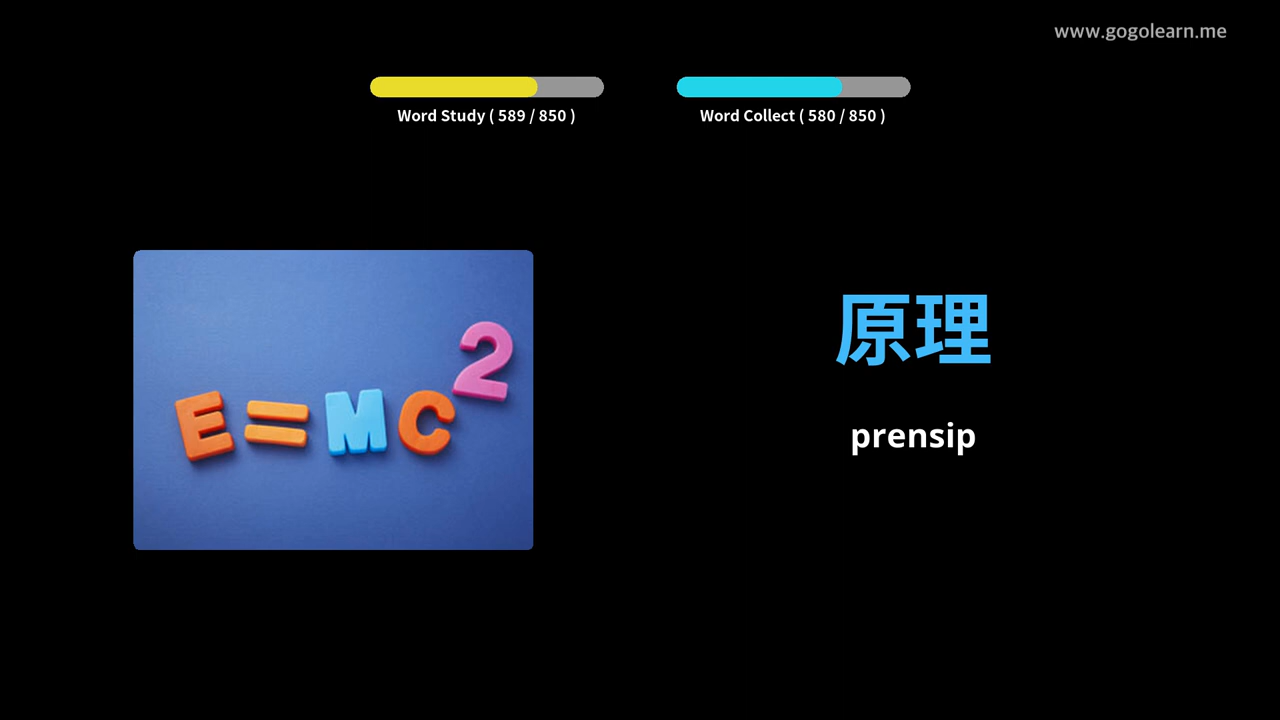 www.gogolearn.me
Word Study ( 589 / 850 )
Word Collect ( 580 / 850 )
E=MC²
原理
prensip